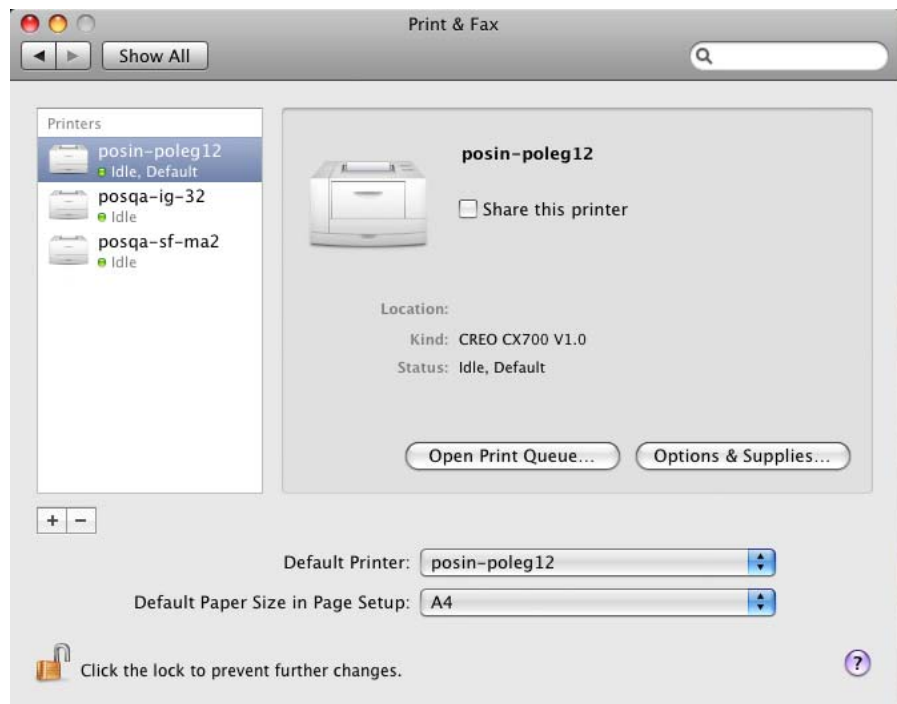 Print & Fax
Show All
Printers
posin-poleg12
Idle, Default
posqa-ig-32
Idle
posqa-sf-ma2
Idle
posin-poleg12
Share this printer
Location:
Kind: CREO CX700 V1.0
Status: Idle, Default
Open Print Queue...
Options & Supplies...
+ −
Default Printer: posin-poleg12
Default Paper Size in Page Setup: A4
Click the lock to prevent further changes.
?